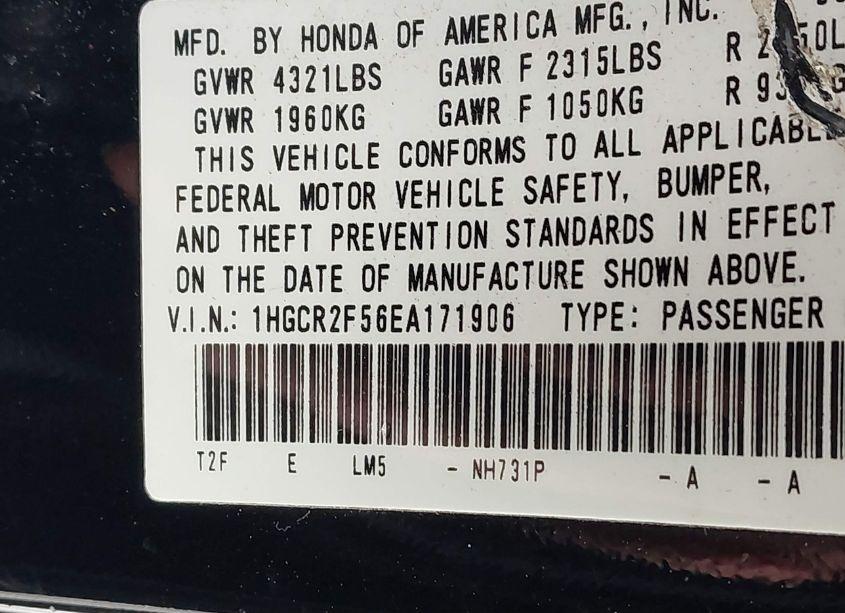 MFD. BY HONDA OF AMERICA MFG., INC.
GVWR 4321LBS GAWR F 2315LBS R
GVWR 1960KG GAWR F 1050KG R
THIS VEHICLE CONFORMS TO ALL APPLICABLE
FEDERAL MOTOR VEHICLE SAFETY, BUMPER,
AND THEFT PREVENTION STANDARDS IN EFFECT
ON THE DATE OF MANUFACTURE SHOWN ABOVE.
V.I.N.: 1HGCR2F56EA171906 TYPE: PASSENGER
T2F E LM5 - NH731P - A - A